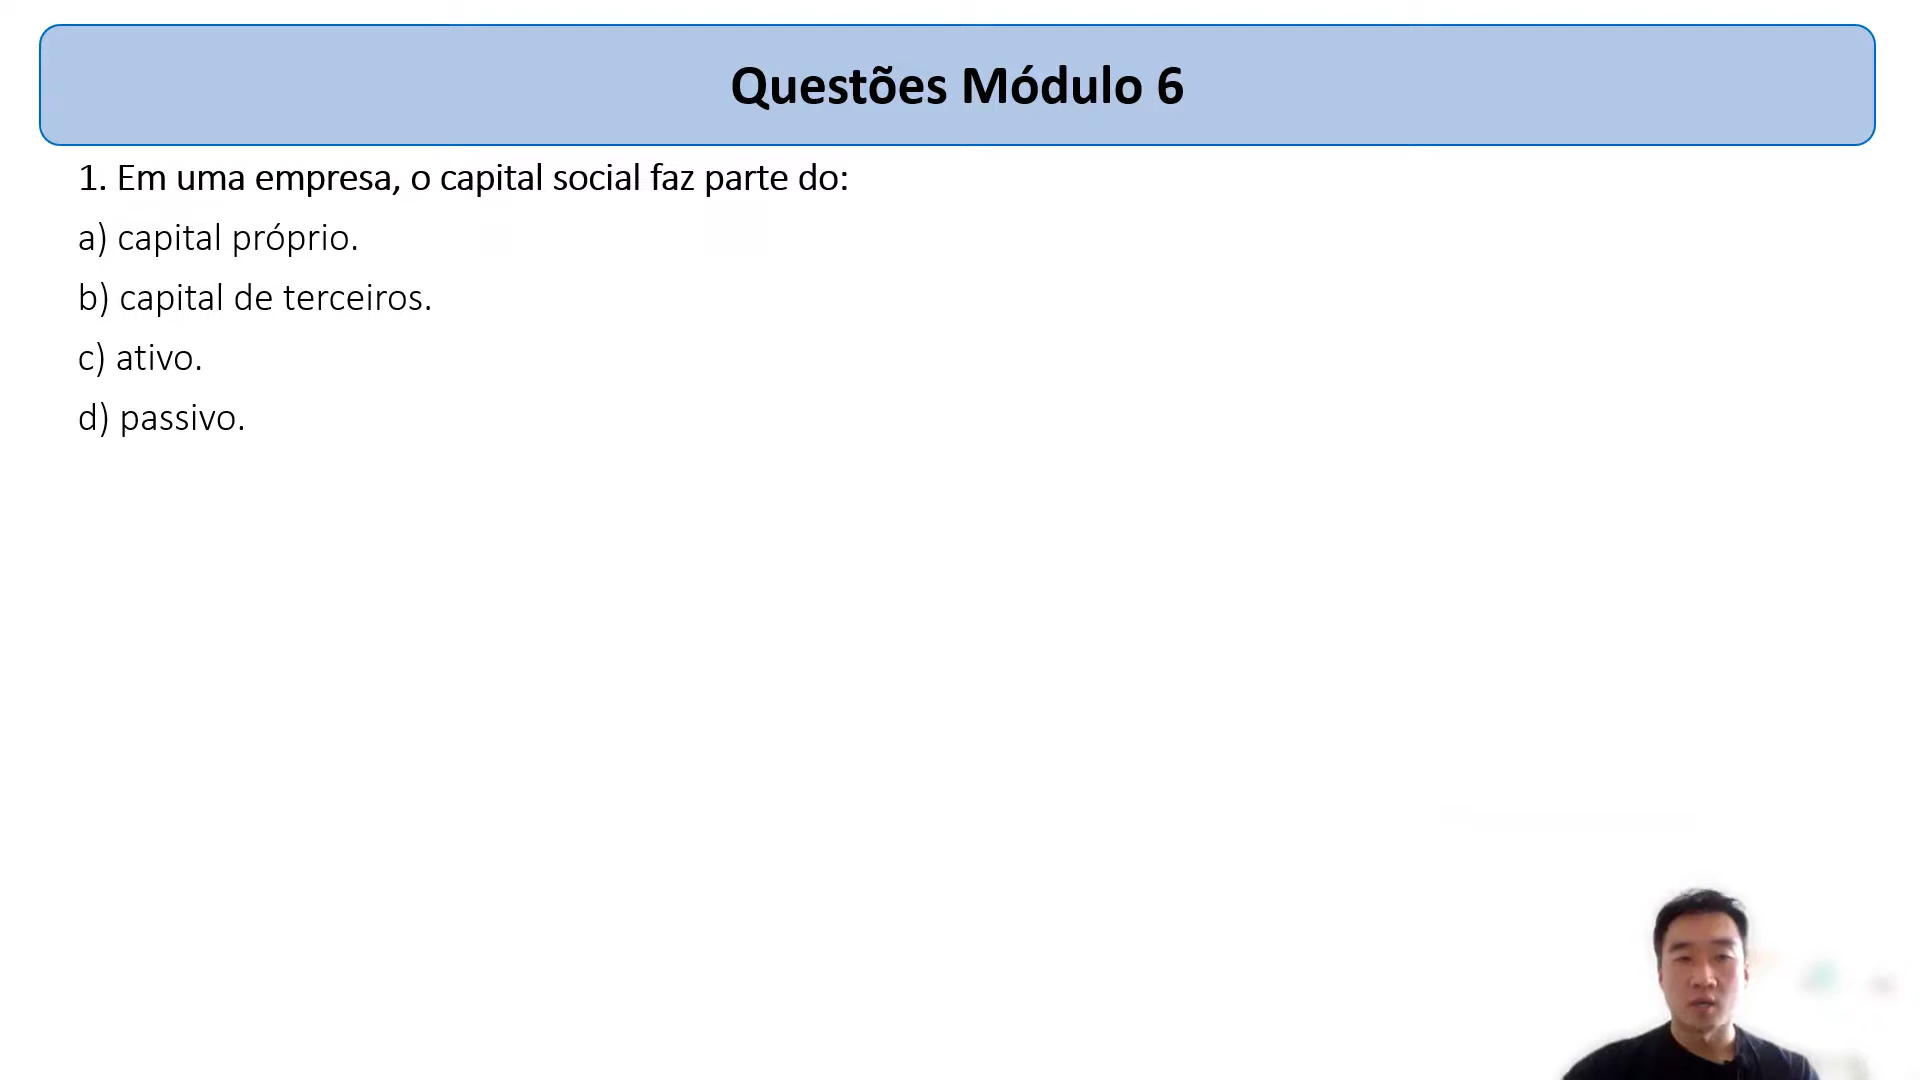 Questões Módulo 6
1. Em uma empresa, o capital social faz parte do:
a) capital próprio.
b) capital de terceiros.
c) ativo.
d) passivo.